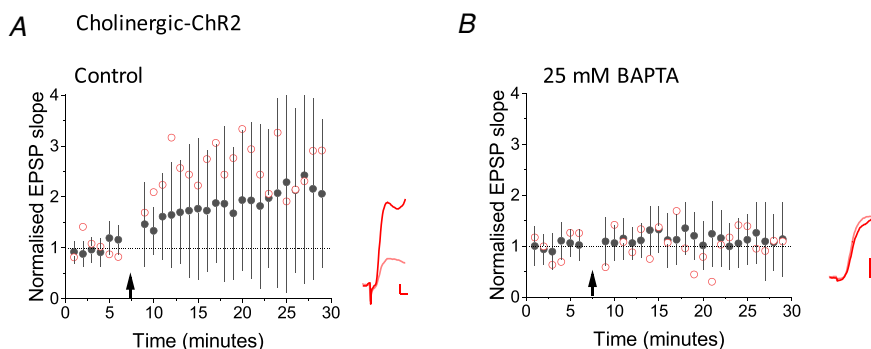 A
Cholinergic-ChR2
Control
Normalised EPSP slope
4
3
2
1
0
0
5
10
15
20
25
30
Time (minutes)
B
25 mM BAPTA
Normalised EPSP slope
4
3
2
1
0
0
5
10
15
20
25
30
Time (minutes)